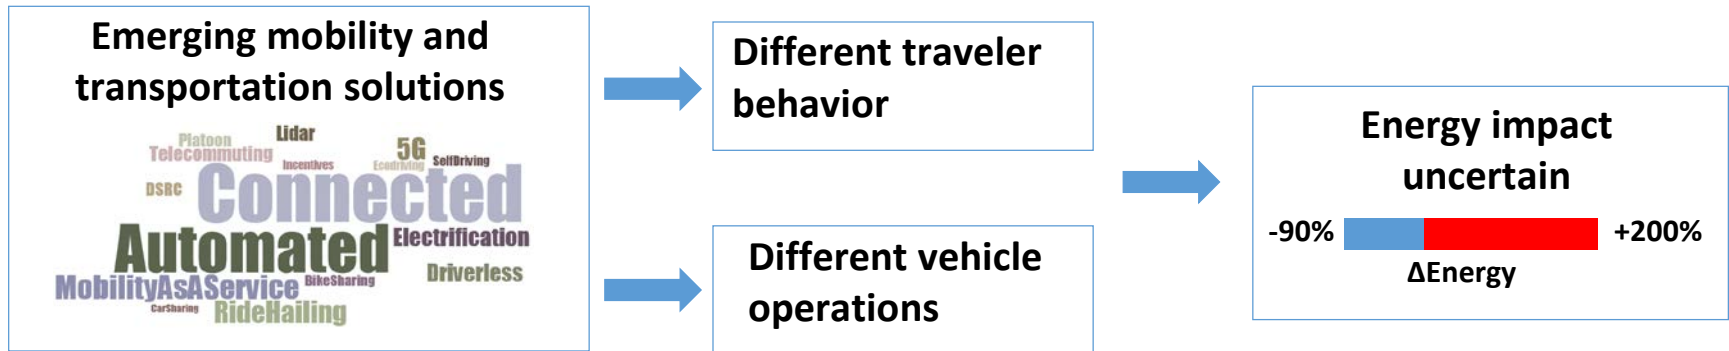 Emerging mobility and
transportation solutions
Platoon
Lidar
Telecommuting
Incentives
5G
Ecodriving
SelfDriving
DSRC
Connected
Automated
Electrification
MobilityAsAService
BikeSharing
Driverless
CarSharing
RideHailing
Different traveler
behavior
Different vehicle
operations
Energy impact
uncertain
-90%
+200%
ΔEnergy